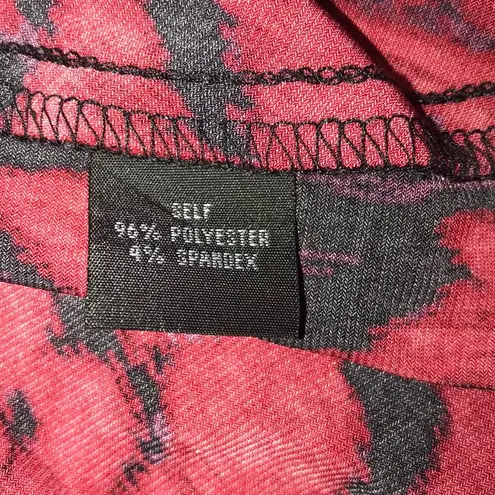 SELF
96% POLYESTER
4% SPANDEX